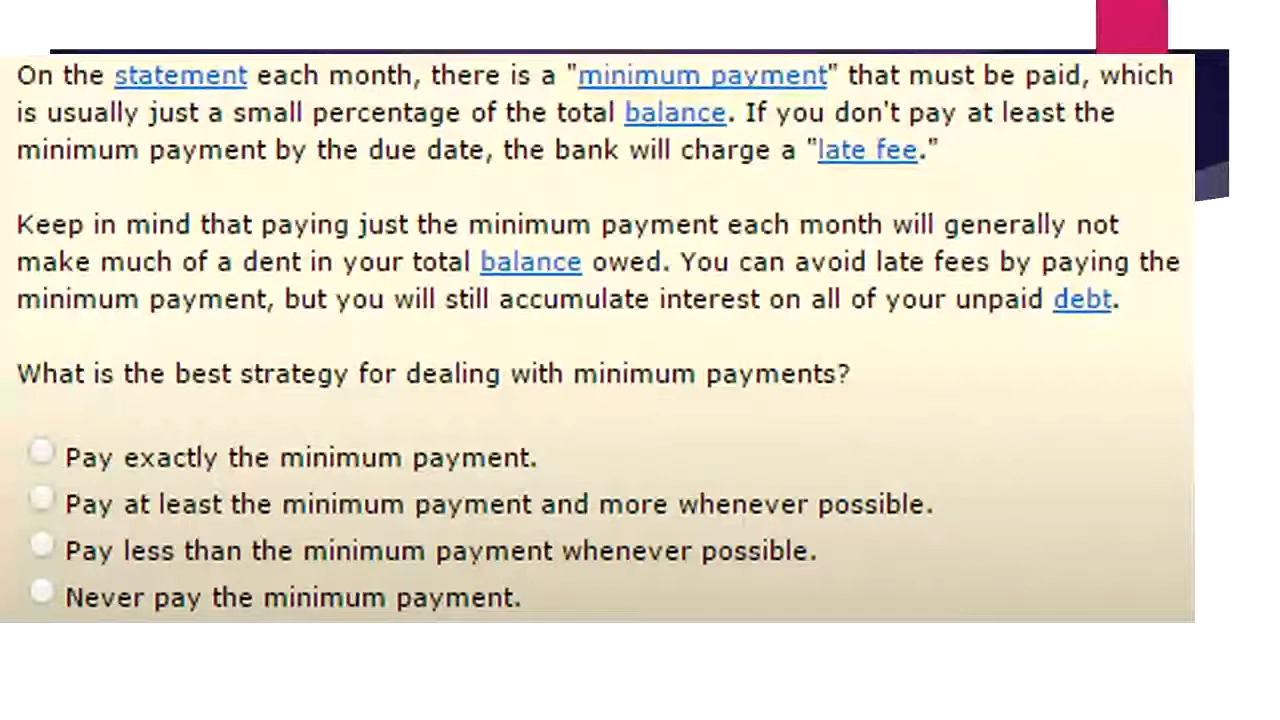 On the statement each month, there is a "minimum payment" that must be paid, which
is usually just a small percentage of the total balance. If you don't pay at least the
minimum payment by the due date, the bank will charge a "late fee."
Keep in mind that paying just the minimum payment each month will generally not
make much of a dent in your total balance owed. You can avoid late fees by paying the
minimum payment, but you will still accumulate interest on all of your unpaid debt.
What is the best strategy for dealing with minimum payments?
Pay exactly the minimum payment.
Pay at least the minimum payment and more whenever possible.
Pay less than the minimum payment whenever possible.
Never pay the minimum payment.